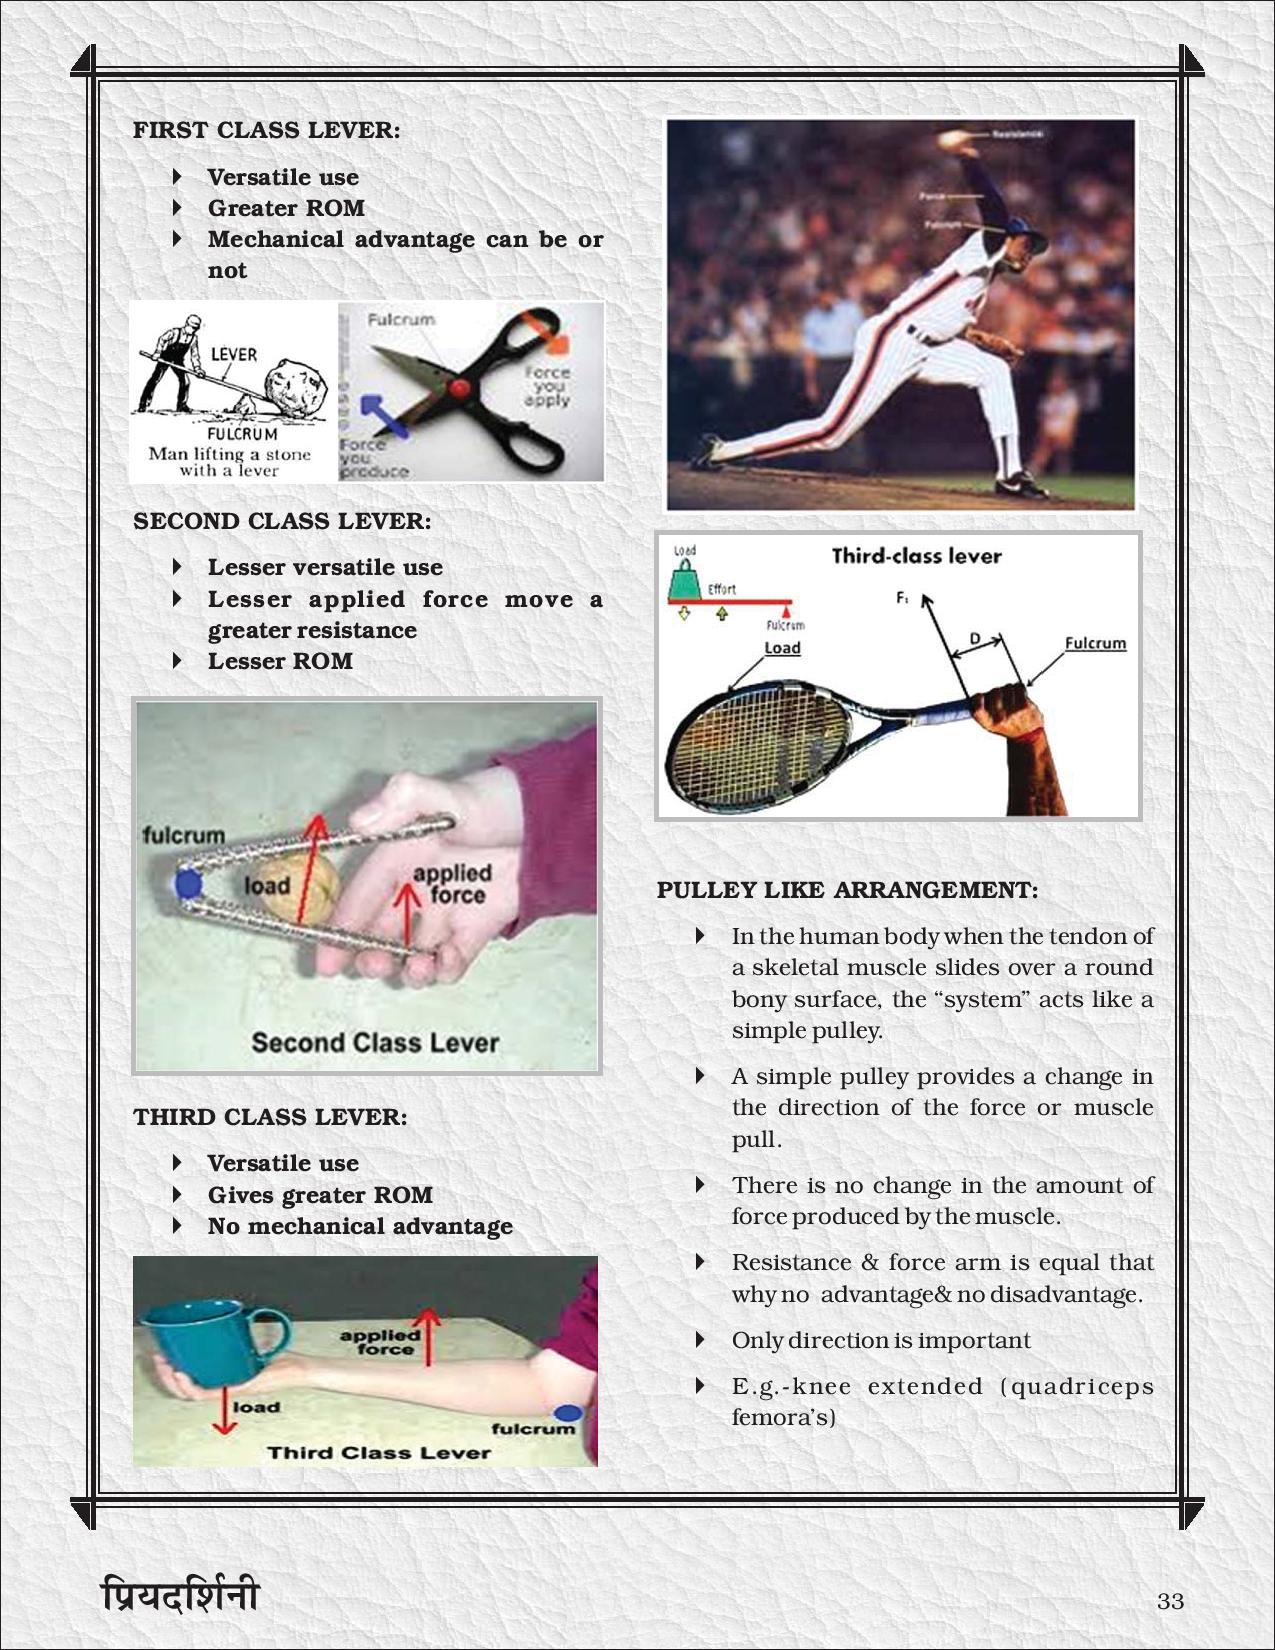 FIRST CLASS LEVER:
Versatile use
Greater ROM
Mechanical advantage can be or
not
LEVER
FULCRUM
Man lifting a stone
with a lever
Fulcrum
Force
you
apply
Force
you
produce
SECOND CLASS LEVER:
Lesser versatile use
Lesser applied force move a
greater resistance
Lesser ROM
fulcrum
load
applied
force
Second Class Lever
THIRD CLASS LEVER:
Versatile use
Gives greater ROM
No mechanical advantage
applied
force
load
fulcrum
Third Class Lever
Resistance
Force
Fulcrum
Third-class lever
Load
Effort
Fulcrum
Load
F₁
D
Fulcrum
PULLEY LIKE ARRANGEMENT:
In the human body when the tendon of
a skeletal muscle slides over a round
bony surface, the “system” acts like a
simple pulley.
A simple pulley provides a change in
the direction of the force or muscle
pull.
There is no change in the amount of
force produced by the muscle.
Resistance & force arm is equal that
why no advantage& no disadvantage.
Only direction is important
E.g.-knee extended (quadriceps
femora’s)
प्रियदर्शिनी
33